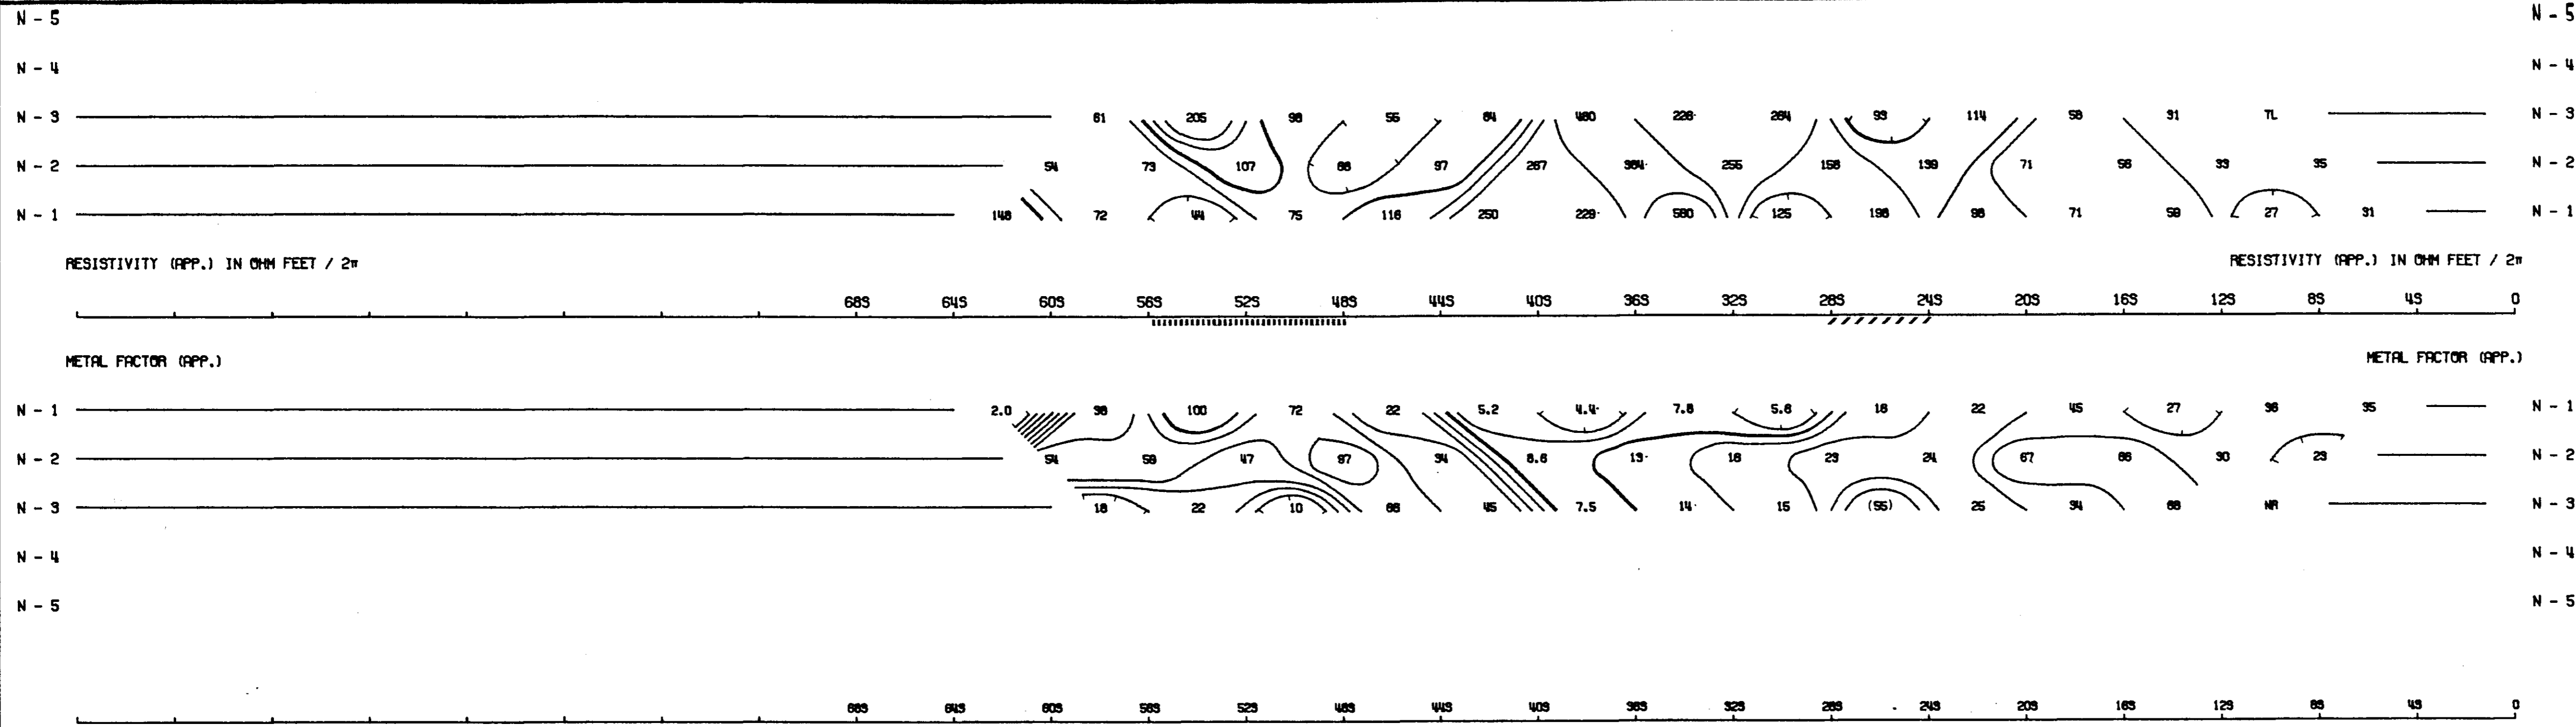 N - 5 N - 5
N - 4 N - 4
N - 3 61 205 98 55 84 480 228 284 93 114 58 31 TL N - 3
N - 2 54 73 107 68 97 267 364 255 158 139 71 56 33 35 N - 2
N - 1 148 72 44 75 116 250 229 580 125 198 98 71 59 27 31 N - 1
RESISTIVITY (APP.) IN OHM FEET / 2π RESISTIVITY (APP.) IN OHM FEET / 2π
68S 64S 60S 56S 52S 48S 44S 40S 36S 32S 28S 24S 20S 16S 12S 8S 4S 0
METAL FACTOR (APP.) METAL FACTOR (APP.)
N - 1 2.0 100 72 22 5.2 4.4 7.8 5.6 18 22 45 27 36 35 N - 1
N - 2 54 59 47 97 34 8.6 13 18 23 24 67 66 30 23 N - 2
N - 3 18 22 10 66 45 7.5 14 15 (55) 25 34 68 NR N - 3
N - 4 N - 4
N - 5 N - 5
68S 64S 60S 56S 52S 48S 44S 40S 36S 32S 28S 24S 20S 16S 12S 8S 4S 0